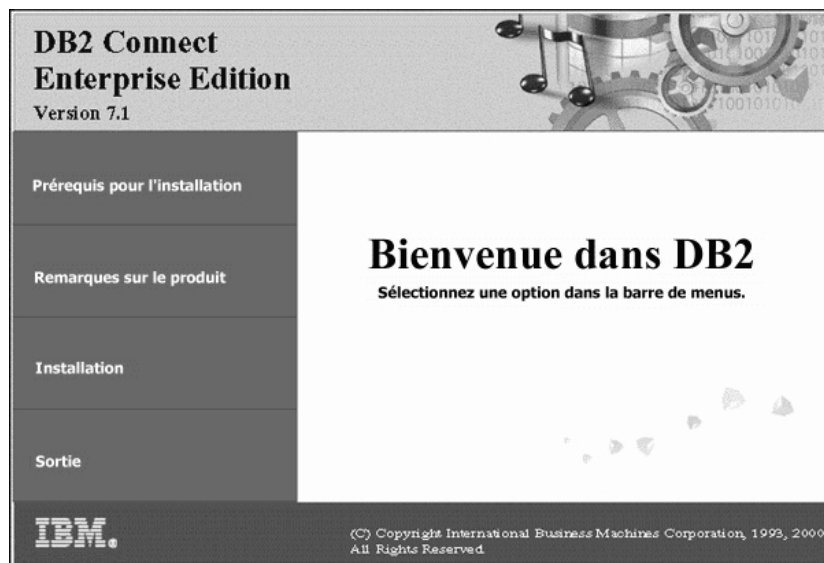 DB2 Connect
Enterprise Edition
Version 7.1
Prérequis pour l'installation
Remarques sur le produit
Installation
Sortie
Bienvenue dans DB2
Sélectionnez une option dans la barre de menus.
IBM.
(C) Copyright International Business Machines Corporation, 1993, 2000
All Rights Reserved